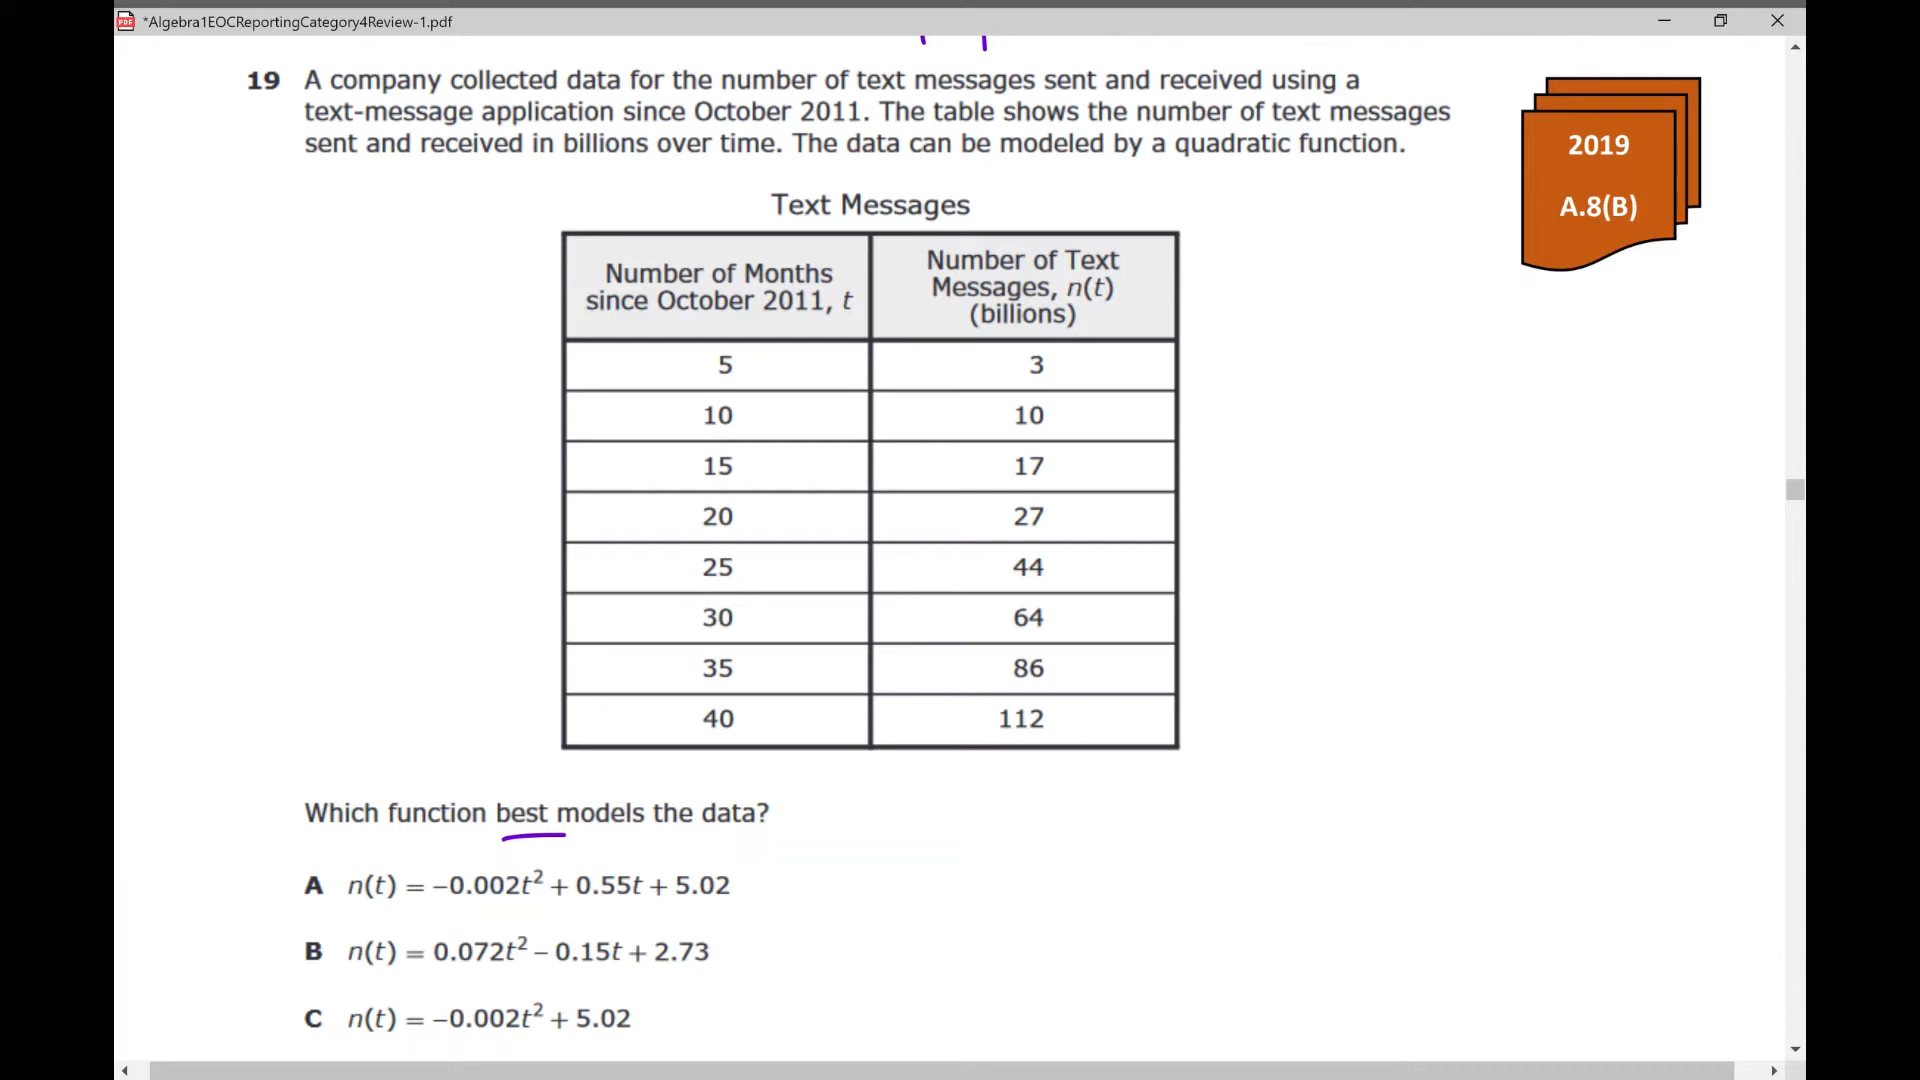 *Algebra1EOCReportingCategory4Review-1.pdf
19 A company collected data for the number of text messages sent and received using a
text-message application since October 2011. The table shows the number of text messages
sent and received in billions over time. The data can be modeled by a quadratic function.
2019
A.8(B)
Text Messages
Number of Months
since October 2011, t
Number of Text
Messages, n(t)
(billions)
5 3
10 10
15 17
20 27
25 44
30 64
35 86
40 112
Which function best models the data?
A n(t) = −0.002t² + 0.55t + 5.02
B n(t) = 0.072t² − 0.15t + 2.73
C n(t) = −0.002t² + 5.02